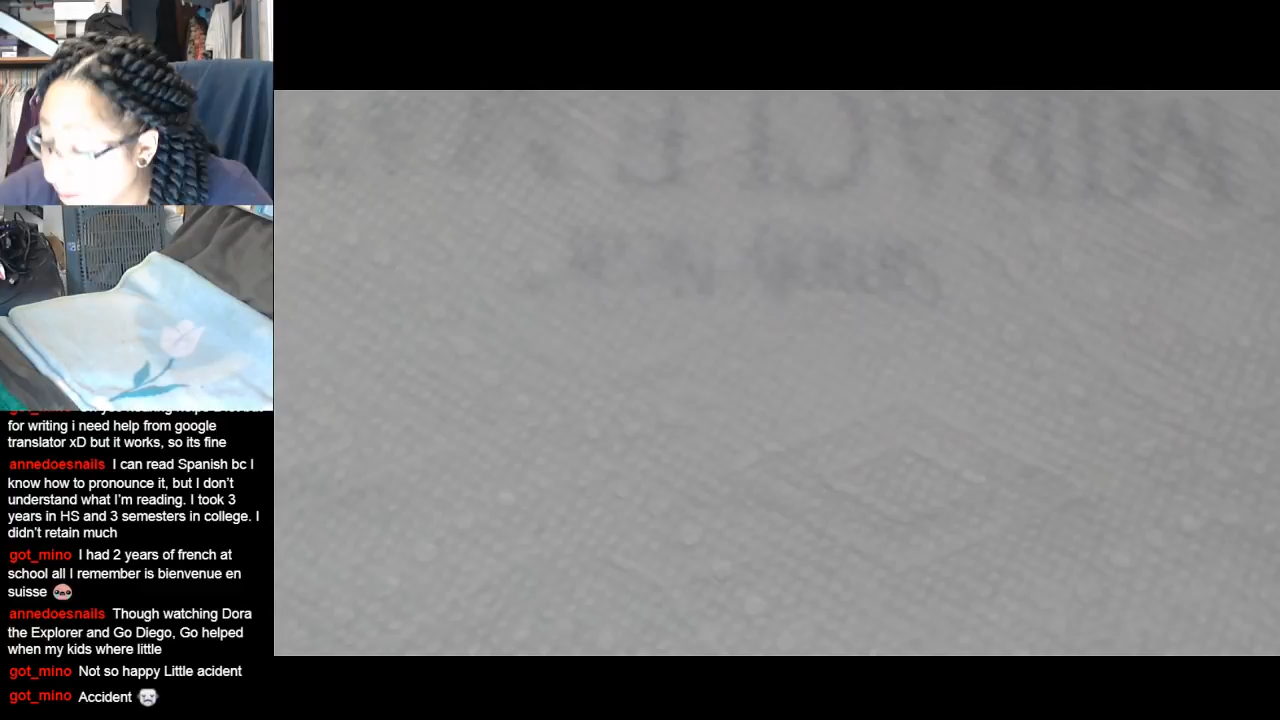 for writing i need help from google
translator xD but it works, so its fine
annedoesnails I can read Spanish bc I
know how to pronounce it, but I don’t
understand what I’m reading. I took 3
years in HS and 3 semesters in college. I
didn’t retain much
got_mino I had 2 years of french at
school all I remember is bienvenue en
suisse
annedoesnails Though watching Dora
the Explorer and Go Diego, Go helped
when my kids where little
got_mino Not so happy Little acident
got_mino Accident